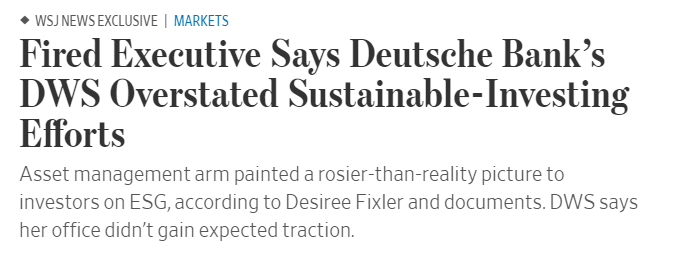 ◆ WSJ NEWS EXCLUSIVE | MARKETS
Fired Executive Says Deutsche Bank’s
DWS Overstated Sustainable-Investing
Efforts
Asset management arm painted a rosier-than-reality picture to
investors on ESG, according to Desiree Fixler and documents. DWS says
her office didn’t gain expected traction.